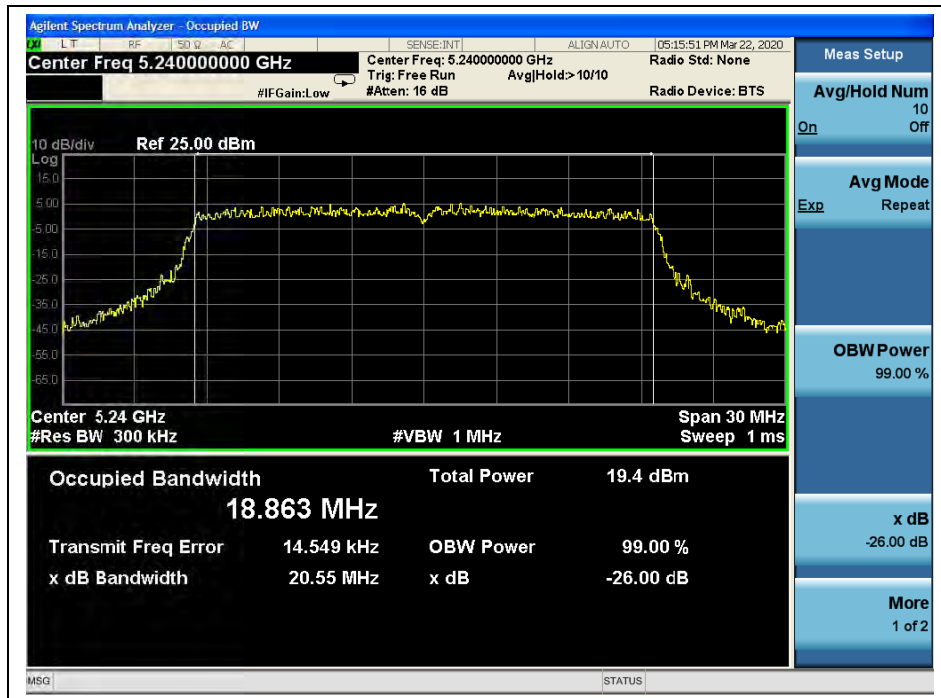 Agilent Spectrum Analyzer - Occupied BW
LXI L T RF 50 Ω AC SENSE:INT ALIGN AUTO 05:15:51 PM Mar 22, 2020
Center Freq 5.240000000 GHz
Center Freq: 5.240000000 GHz Radio Std: None
Trig: Free Run Avg|Hold:> 10/10
#IFGain:Low #Atten: 16 dB Radio Device: BTS
10 dB/div Ref 25.00 dBm
Log
15.0
5.00
-5.00
-15.0
-25.0
-35.0
-45.0
-55.0
-65.0
Center 5.24 GHz Span 30 MHz
#Res BW 300 kHz #VBW 1 MHz Sweep 1 ms
Occupied Bandwidth Total Power 19.4 dBm
18.863 MHz
Transmit Freq Error 14.549 kHz OBW Power 99.00 %
x dB Bandwidth 20.55 MHz x dB -26.00 dB
Meas Setup
Avg/Hold Num
10
On Off
Avg Mode
Exp Repeat
OBW Power
99.00 %
x dB
-26.00 dB
More
1 of 2
MSG STATUS